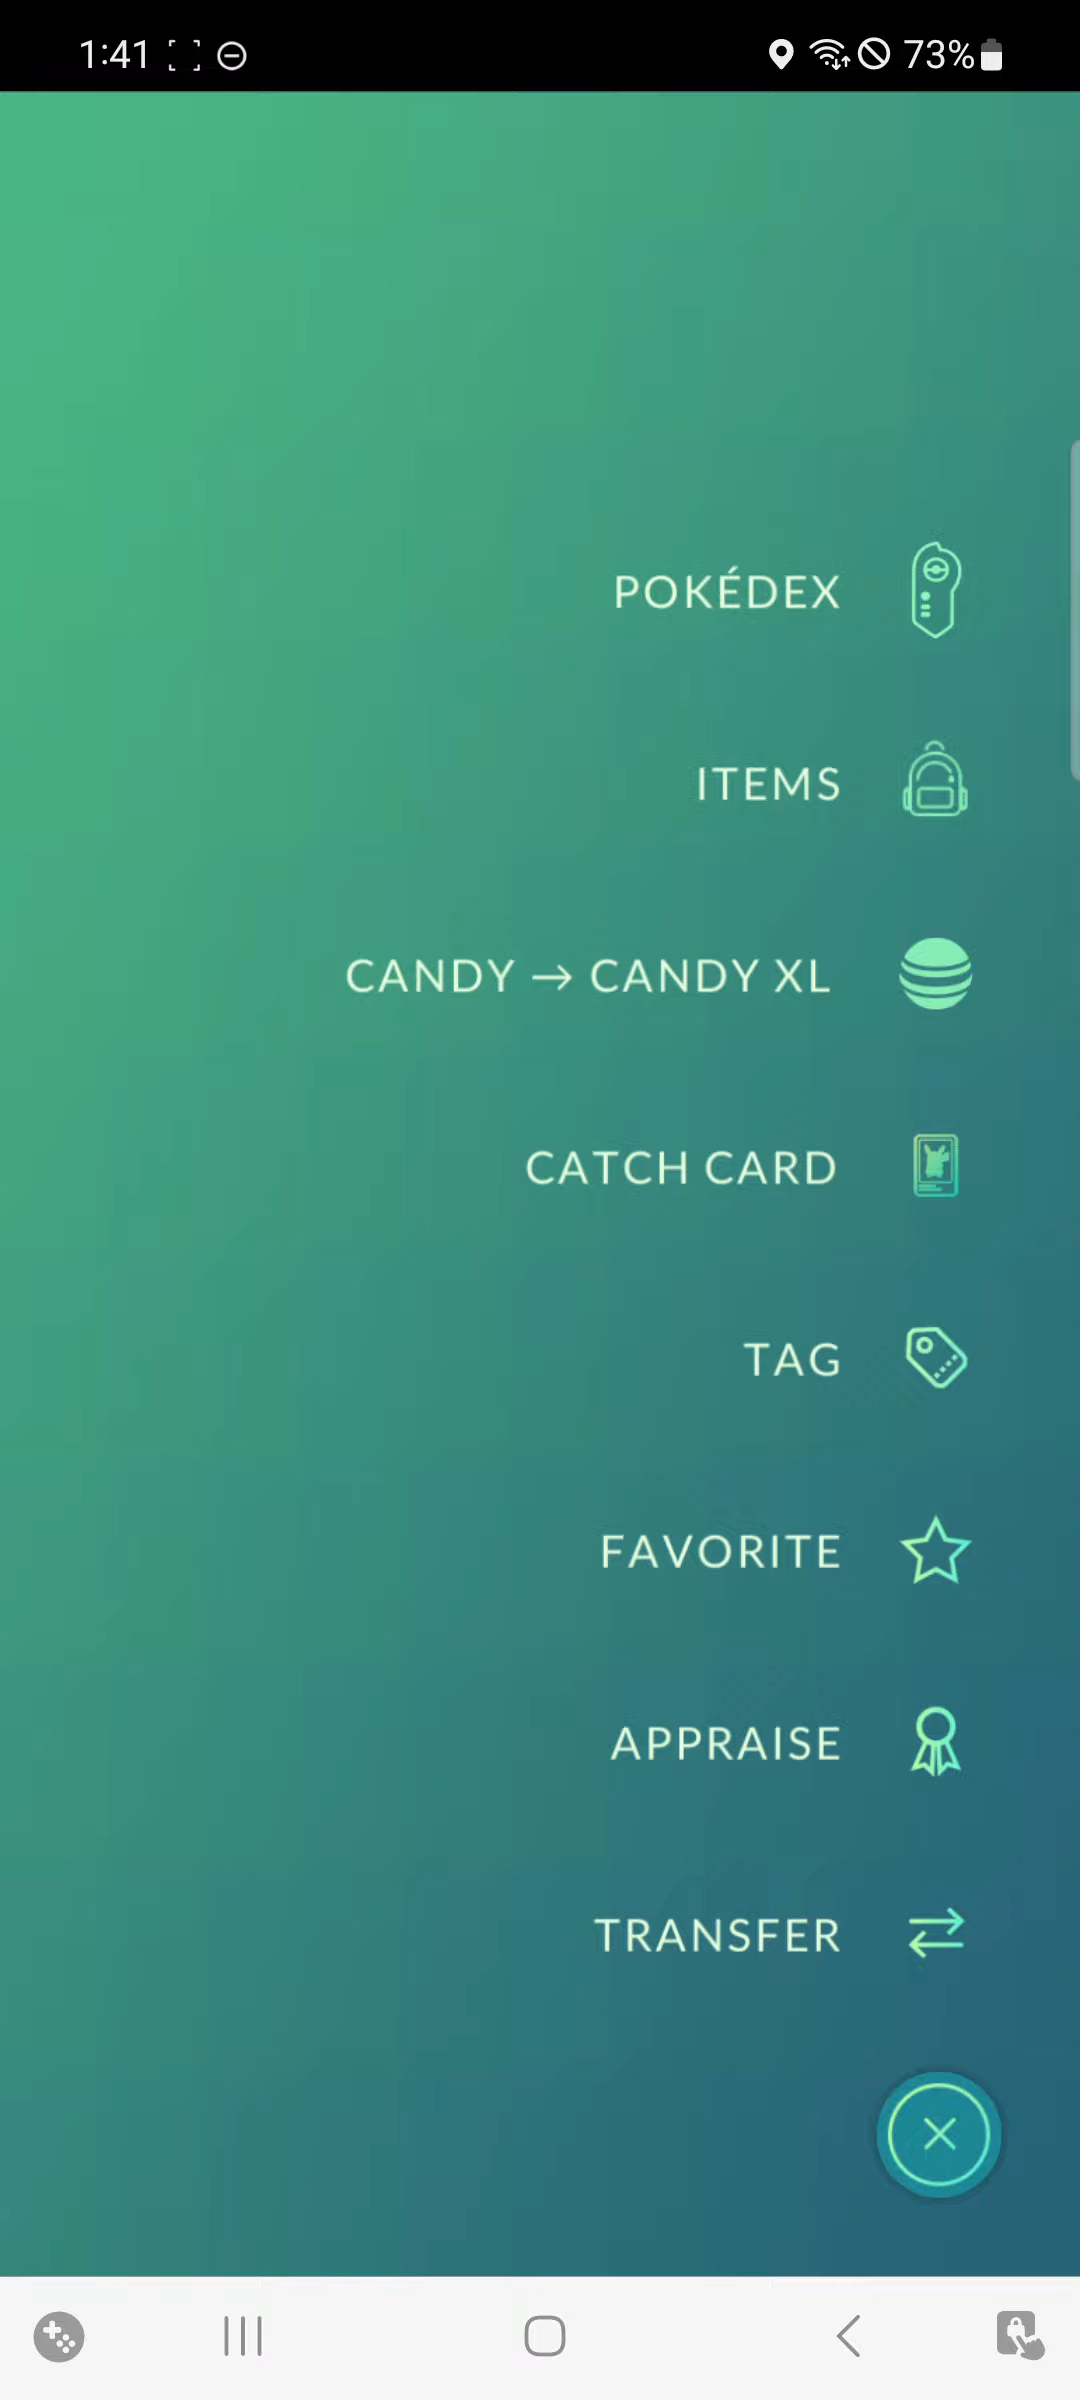 1:41 73%
POKÉDEX
ITEMS
CANDY → CANDY XL
CATCH CARD
TAG
FAVORITE
APPRAISE
TRANSFER